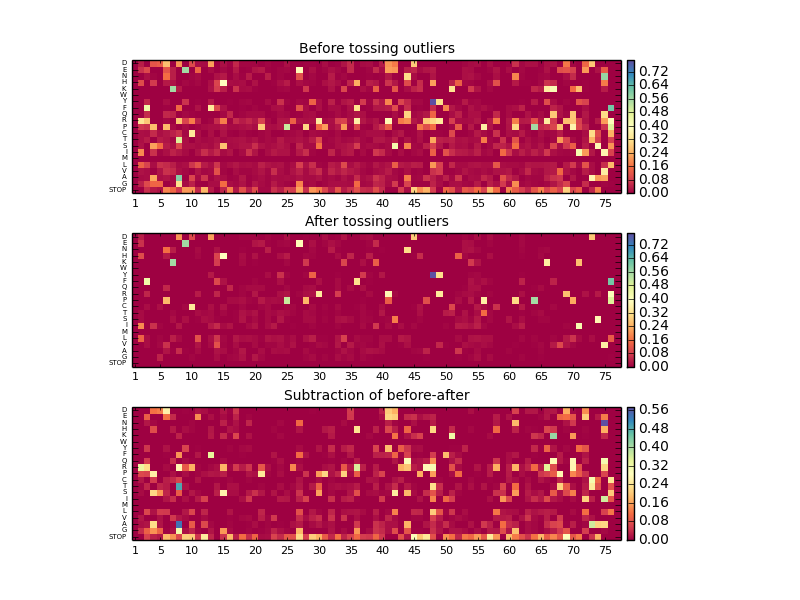 Before tossing outliers
D
E
N
H
K
W
Y
F
Q
R
P
C
T
S
I
M
L
V
A
G
STOP
1 5 10 15 20 25 30 35 40 45 50 55 60 65 70 75
0.72
0.64
0.56
0.48
0.40
0.32
0.24
0.16
0.08
0.00
After tossing outliers
D
E
N
H
K
W
Y
F
Q
R
P
C
T
S
I
M
L
V
A
G
STOP
1 5 10 15 20 25 30 35 40 45 50 55 60 65 70 75
0.72
0.64
0.56
0.48
0.40
0.32
0.24
0.16
0.08
0.00
Subtraction of before-after
D
E
N
H
K
W
Y
F
Q
R
P
C
T
S
I
M
L
V
A
G
STOP
1 5 10 15 20 25 30 35 40 45 50 55 60 65 70 75
0.56
0.48
0.40
0.32
0.24
0.16
0.08
0.00